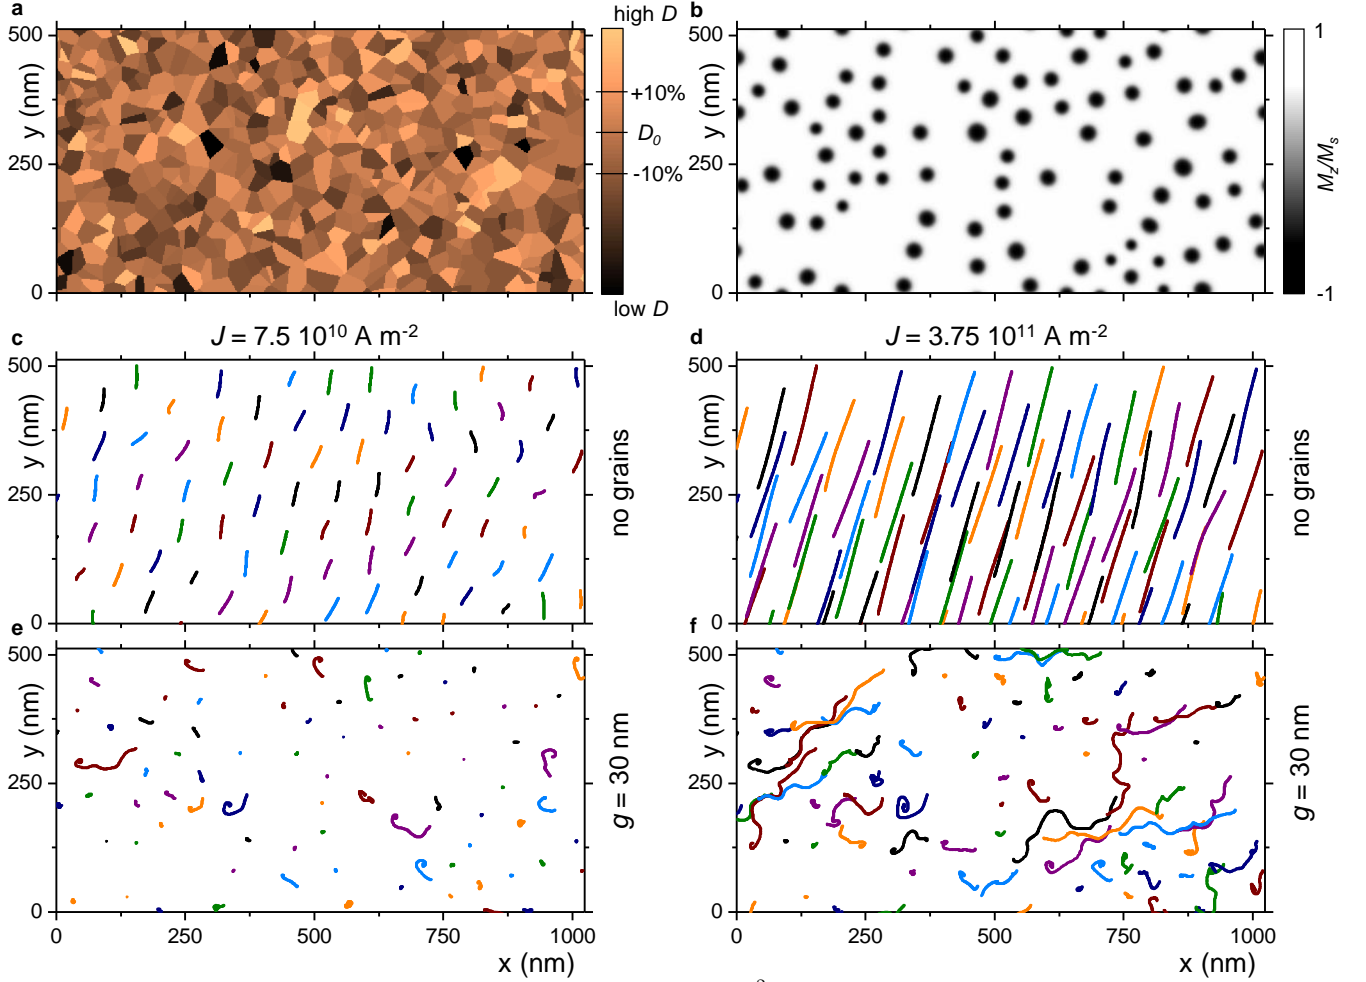 a
high D
500
+10%
D0
-10%
250
0
low D
y (nm)
b
500
250
0
y (nm)
1
Mz/Ms
-1
c
J = 7.5 10^10 A m^-2
500
250
0
y (nm)
d
J = 3.75 10^11 A m^-2
500
250
0
y (nm)
no grains
no grains
e
500
250
0
y (nm)
0 250 500 750 1000
x (nm)
g = 30 nm
f
500
250
0
y (nm)
0 250 500 750 1000
x (nm)
g = 30 nm